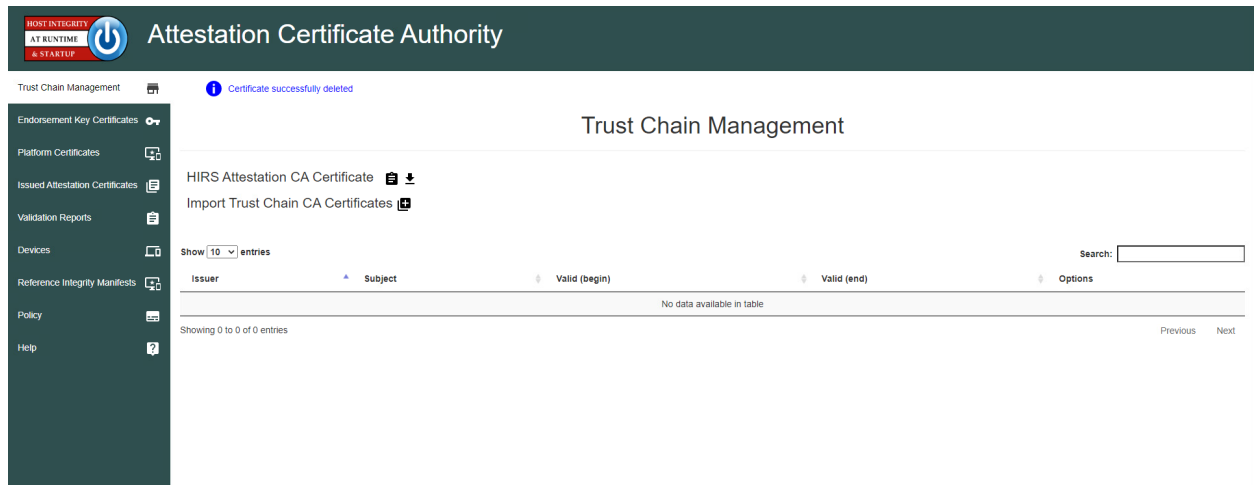 HOST INTEGRITY
AT RUNTIME
& STARTUP
Attestation Certificate Authority
Trust Chain Management
Endorsement Key Certificates
Platform Certificates
Issued Attestation Certificates
Validation Reports
Devices
Reference Integrity Manifests
Policy
Help
Certificate successfully deleted
Trust Chain Management
HIRS Attestation CA Certificate
Import Trust Chain CA Certificates
Show 10 entries
Search:
Issuer Subject Valid (begin) Valid (end) Options
No data available in table
Showing 0 to 0 of 0 entries
Previous Next